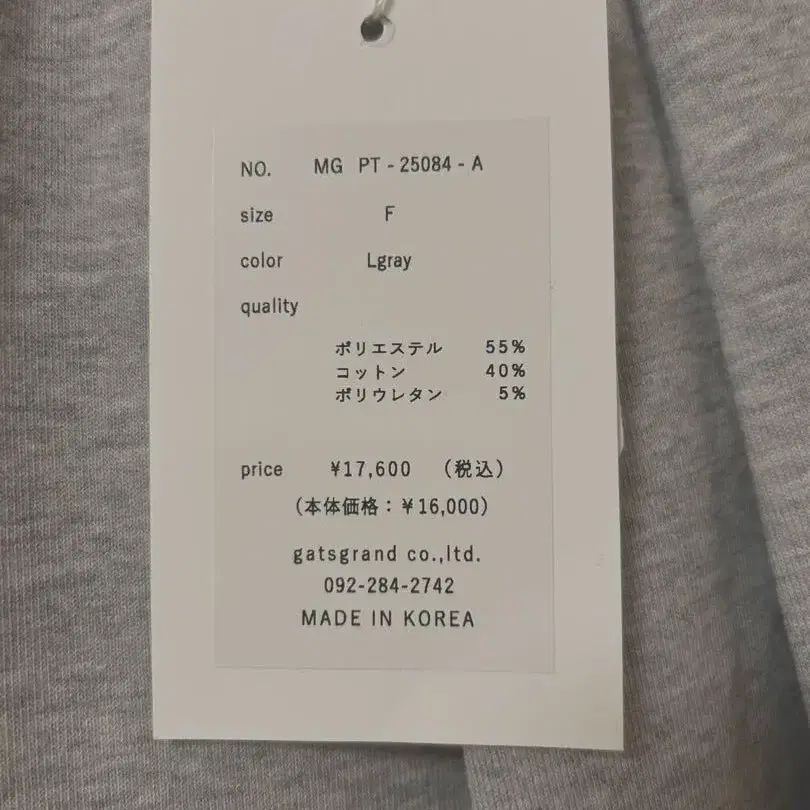 NO. MG PT - 25084 - A
size F
color Lgray
quality
ポリエステル 55%
コットン 40%
ポリウレタン 5%
price ¥17,600 (税込)
(本体価格：¥16,000)
gatsgrand co.,ltd.
092-284-2742
MADE IN KOREA